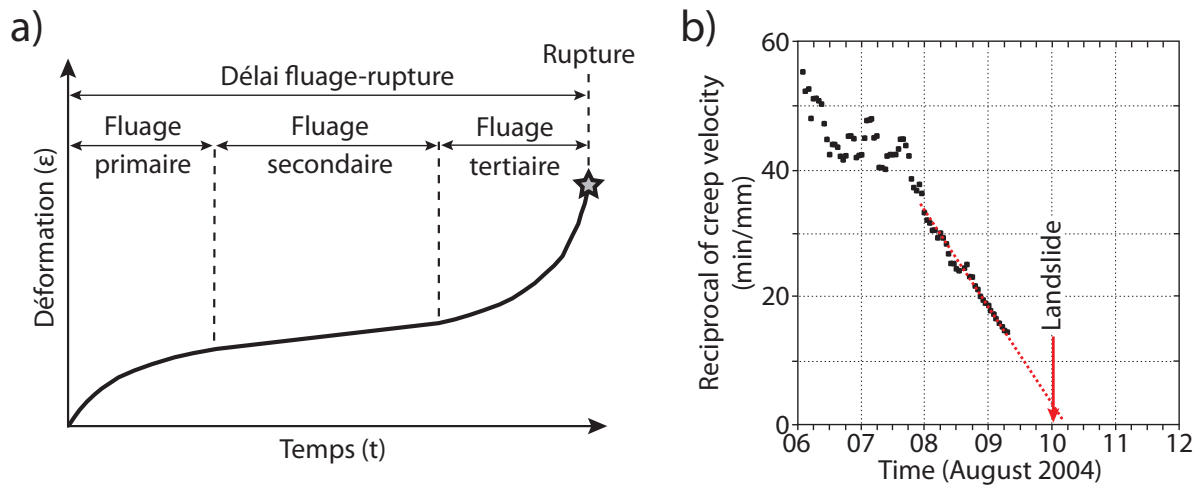 a)
Rupture
Délai fluage-rupture
Fluage
primaire
Fluage
secondaire
Fluage
tertiaire
Déformation (ε)
Temps (t)
b)
Reciprocal of creep velocity
(min/mm)
60
40
20
0
Landslide
06 07 08 09 10 11 12
Time (August 2004)